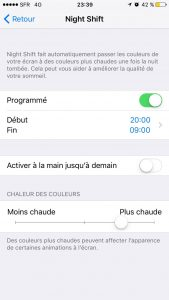 SFR 4G 23:39 42 %
Retour Night Shift
Night Shift fait automatiquement passer les couleurs de
votre écran à des couleurs plus chaudes une fois la nuit
tombée. Cela peut vous aider à améliorer la qualité de
votre sommeil.
Programmé
Début 20:00
Fin 09:00
Activer à la main jusqu'à demain
CHALEUR DES COULEURS
Moins chaude Plus chaude
Des couleurs plus chaudes peuvent affecter l'apparence
de certaines animations à l'écran.